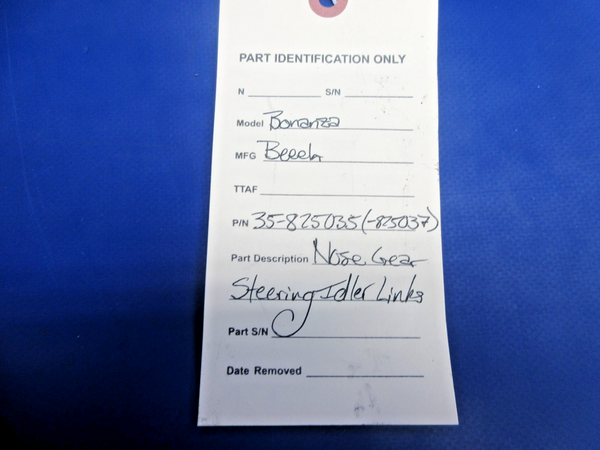 PART IDENTIFICATION ONLY
N S/N
Model Bonanza
MFG Beech
TTAF
P/N 35-825035(-825037)
Part Description Nose Gear
Steering Idler Links
Part S/N
Date Removed